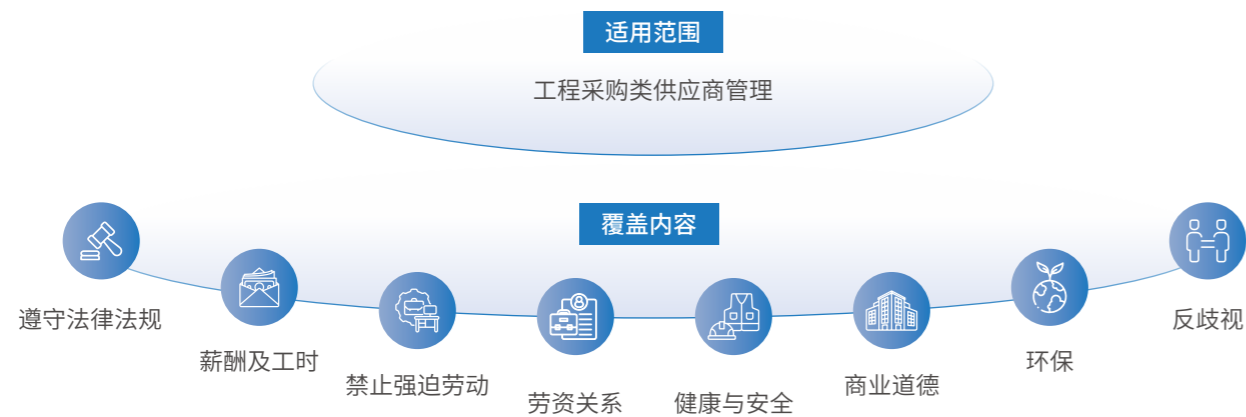 适用范围
工程采购类供应商管理
覆盖内容
遵守法律法规
薪酬及工时
禁止强迫劳动
劳资关系
健康与安全
商业道德
环保
反歧视